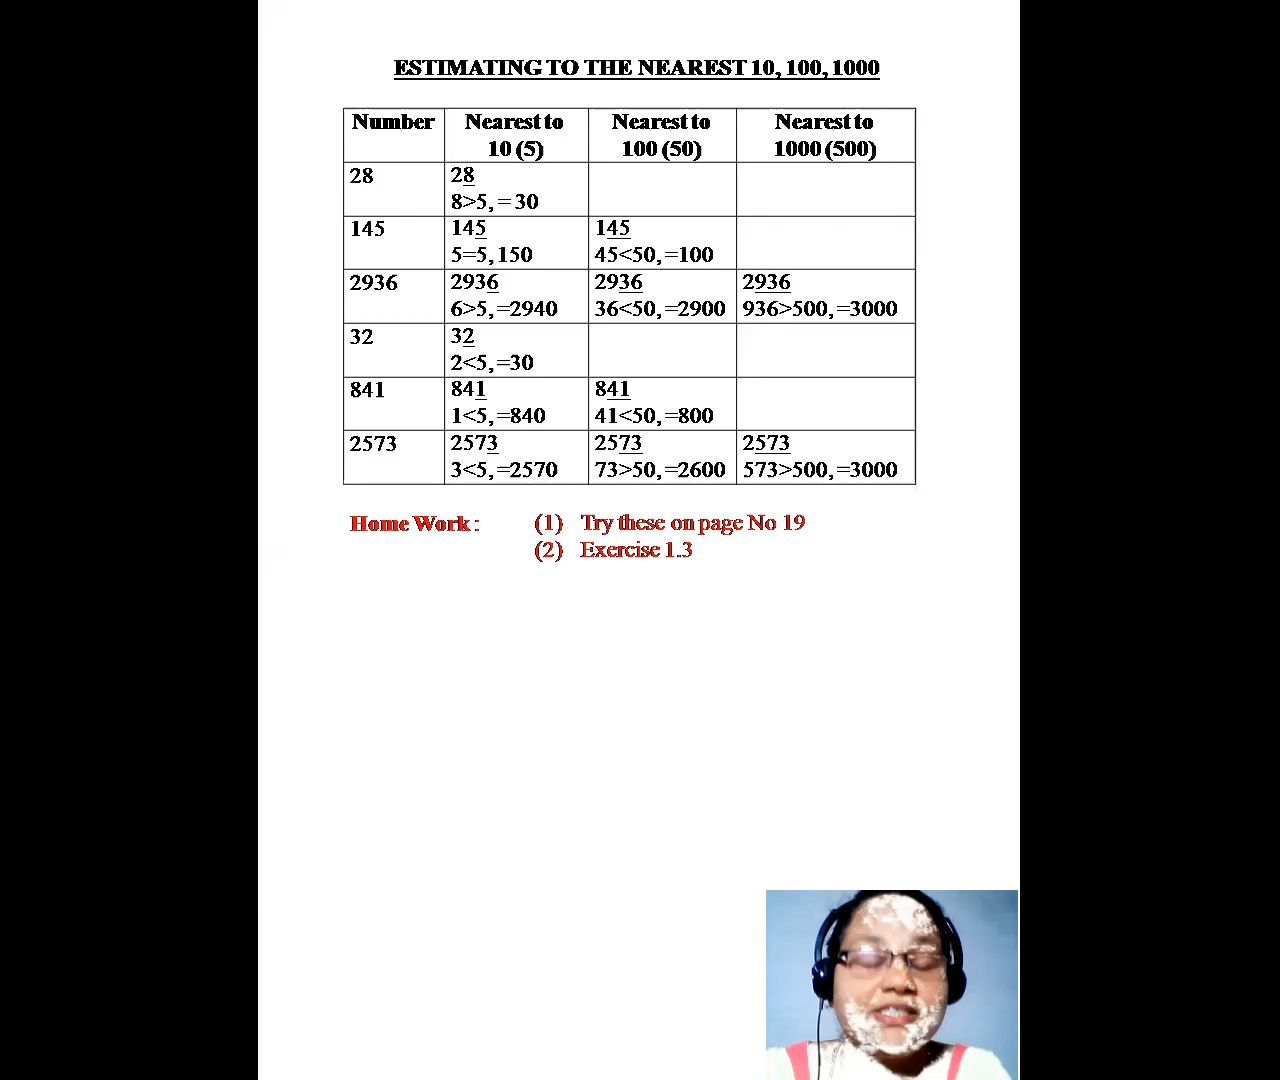 ESTIMATING TO THE NEAREST 10, 100, 1000
Number Nearest to 10 (5) Nearest to 100 (50) Nearest to 1000 (500)
28 28
8>5, = 30
145 145 145
5=5, 150 45<50, =100
2936 2936 2936 2936
6>5, =2940 36<50, =2900 936>500, =3000
32 32
2<5, =30
841 841 841
1<5, =840 41<50, =800
2573 2573 2573 2573
3<5, =2570 73>50, =2600 573>500, =3000
Home Work : (1) Try these on page No 19
(2) Exercise 1.3